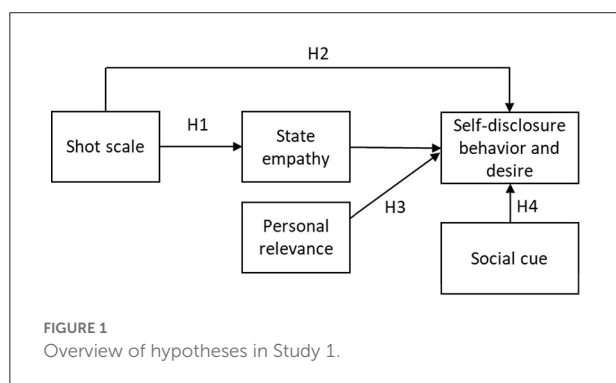 H2
Shot scale
H1
State
empathy
Self-disclosure
behavior and
desire
Personal
relevance
H3
H4
Social cue
FIGURE 1
Overview of hypotheses in Study 1.